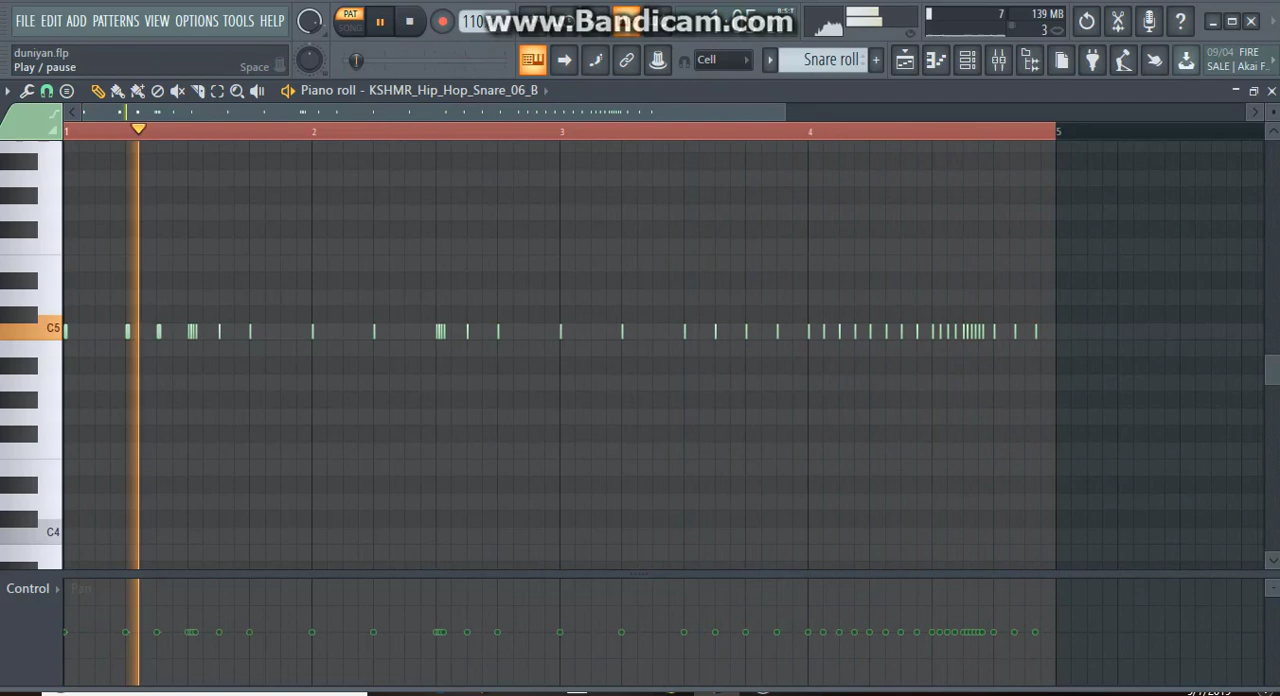 FILE EDIT ADD PATTERNS VIEW OPTIONS TOOLS HELP
PAT
SONG
110
www.Bandicam.com
7
139 MB
3
duniyan.flp
Play / pause
Space
Cell
Snare roll
09/04 FIRE
SALE | Akai F..
Piano roll - KSHMR_Hip_Hop_Snare_06_B
1
2
3
4
5
C5
C4
Control
Pan